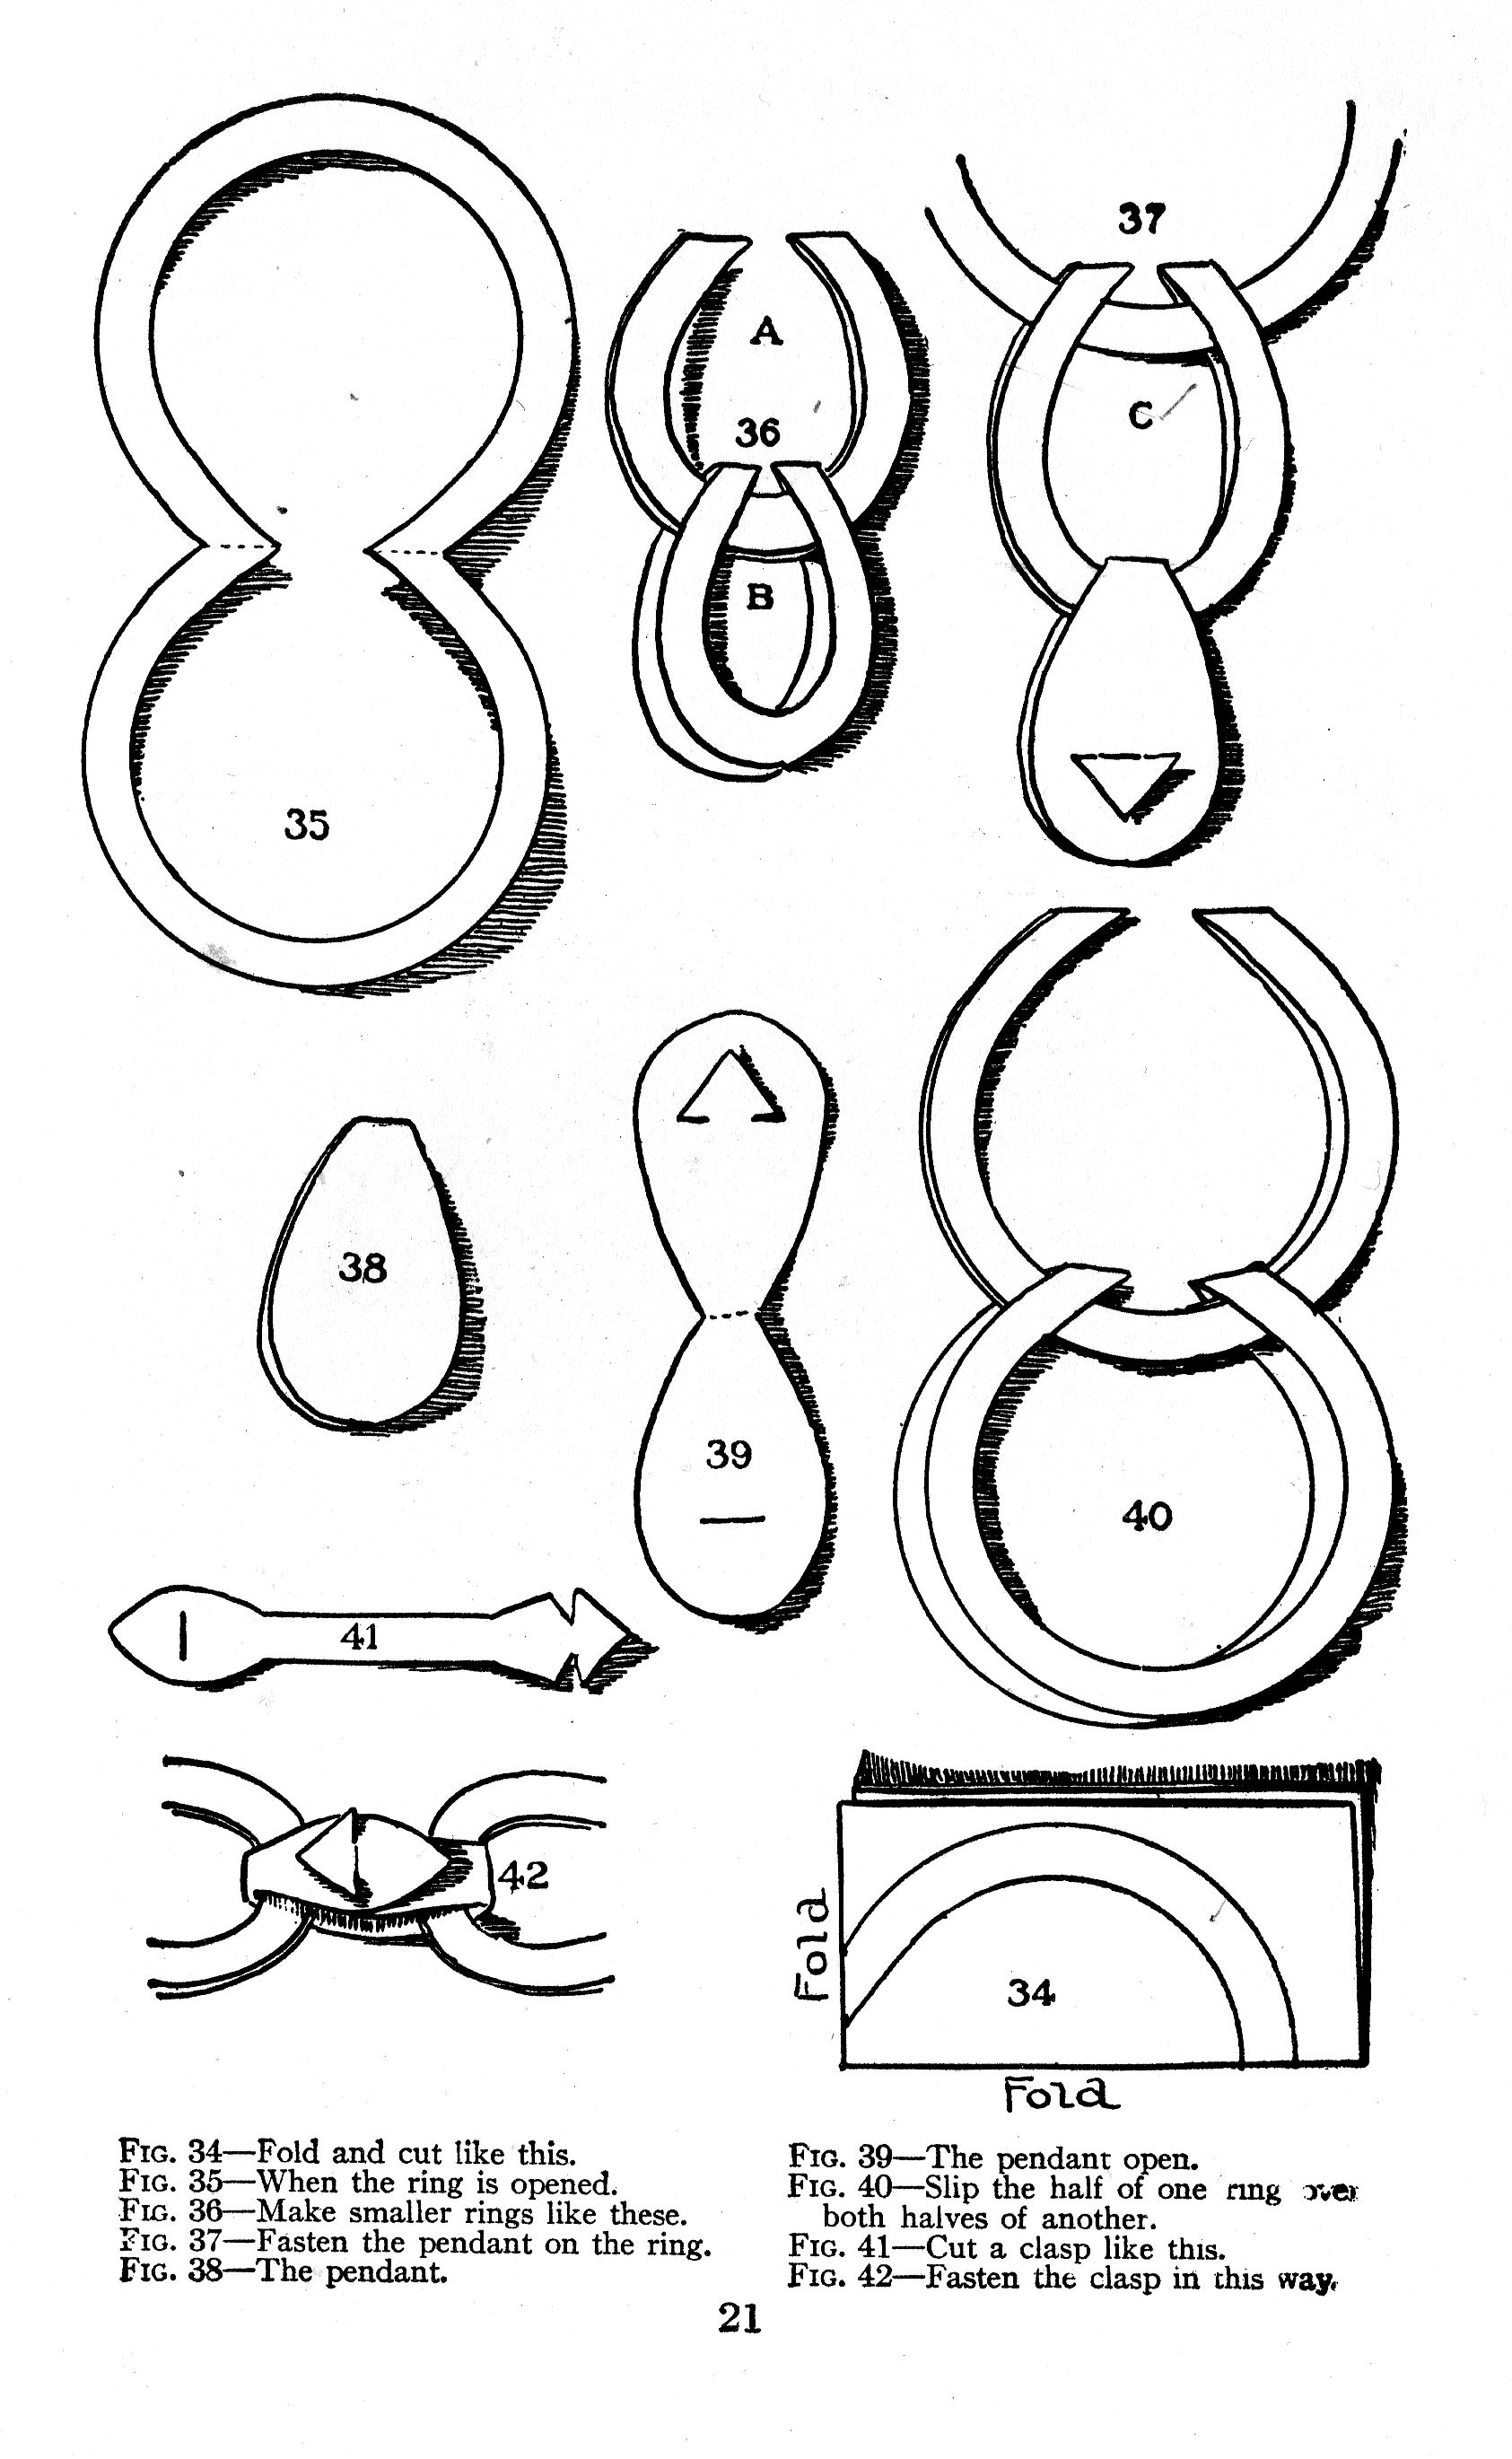 37
A
36
C
B
35
38
39
40
41
42
Fold
34
Fold
FIG. 34—Fold and cut like this.
FIG. 35—When the ring is opened.
FIG. 36—Make smaller rings like these.
FIG. 37—Fasten the pendant on the ring.
FIG. 38—The pendant.
FIG. 39—The pendant open.
FIG. 40—Slip the half of one ring over
both halves of another.
FIG. 41—Cut a clasp like this.
FIG. 42—Fasten the clasp in this way.
21